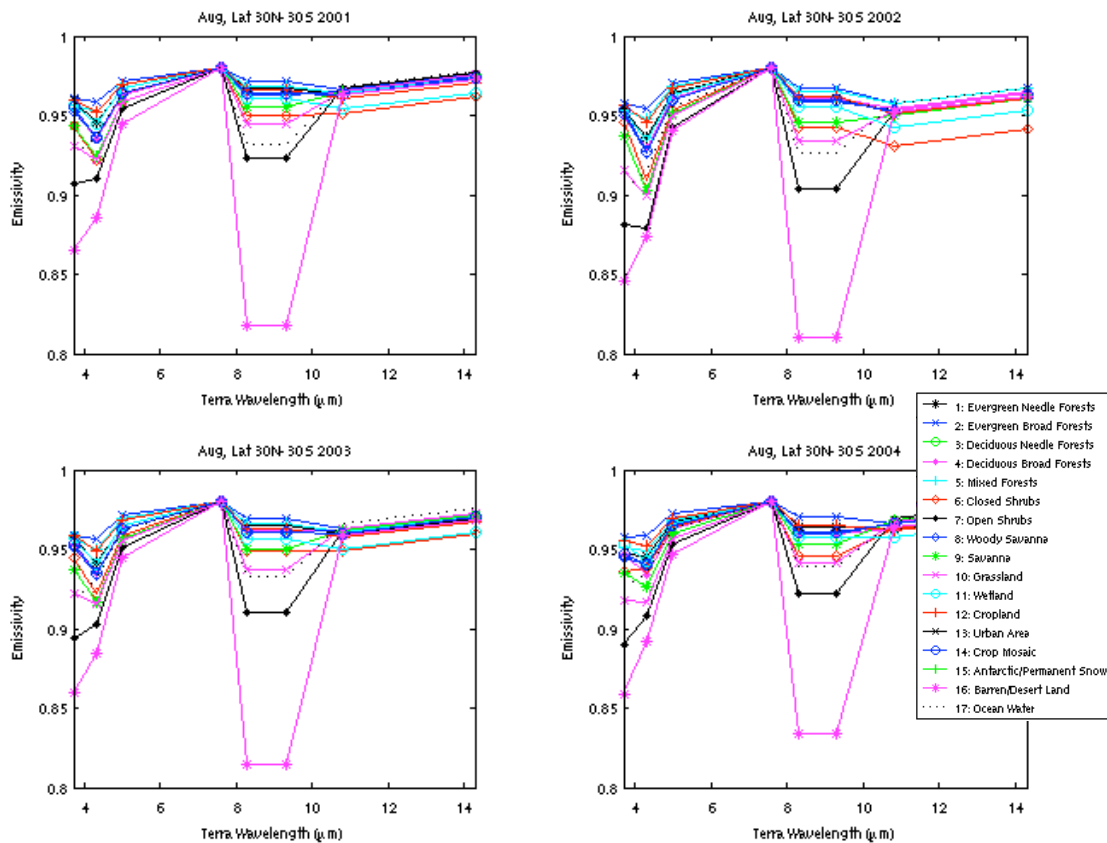 Aug, Lat 30N- 30S 2001
1
0.95
0.9
0.85
0.8
Emissivity
4 6 8 10 12 14
Terra Wavelength (μm)
Aug, Lat 30N- 30S 2002
1
0.95
0.9
0.85
0.8
Emissivity
4 6 8 10 12 14
Terra Wavelength (μm)
Aug, Lat 30N- 30S 2003
1
0.95
0.9
0.85
0.8
Emissivity
4 6 8 10 12 14
Terra Wavelength (μm)
Aug, Lat 30N- 30S 2004
1
0.95
0.9
0.85
0.8
Emissivity
4 6 8 10 12 14
Terra Wavelength (μm)
1: Evergreen Needle Forests
2: Evergreen Broad Forests
3: Deciduous Needle Forests
4: Deciduous Broad Forests
5: Mixed Forests
6: Closed Shrubs
7: Open Shrubs
8: Woody Savanna
9: Savanna
10: Grassland
11: Wetland
12: Cropland
13: Urban Area
14: Crop Mosaic
15: Antarctic/Permanent Snow
16: Barren/Desert Land
17: Ocean Water